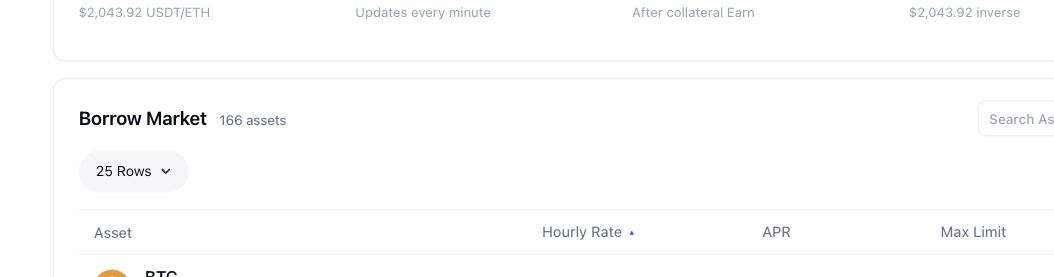 $2,043.92 USDT/ETH Updates every minute After collateral Earn $2,043.92 inverse
Borrow Market 166 assets Search As
25 Rows
Asset Hourly Rate ▲ APR Max Limit
BTC